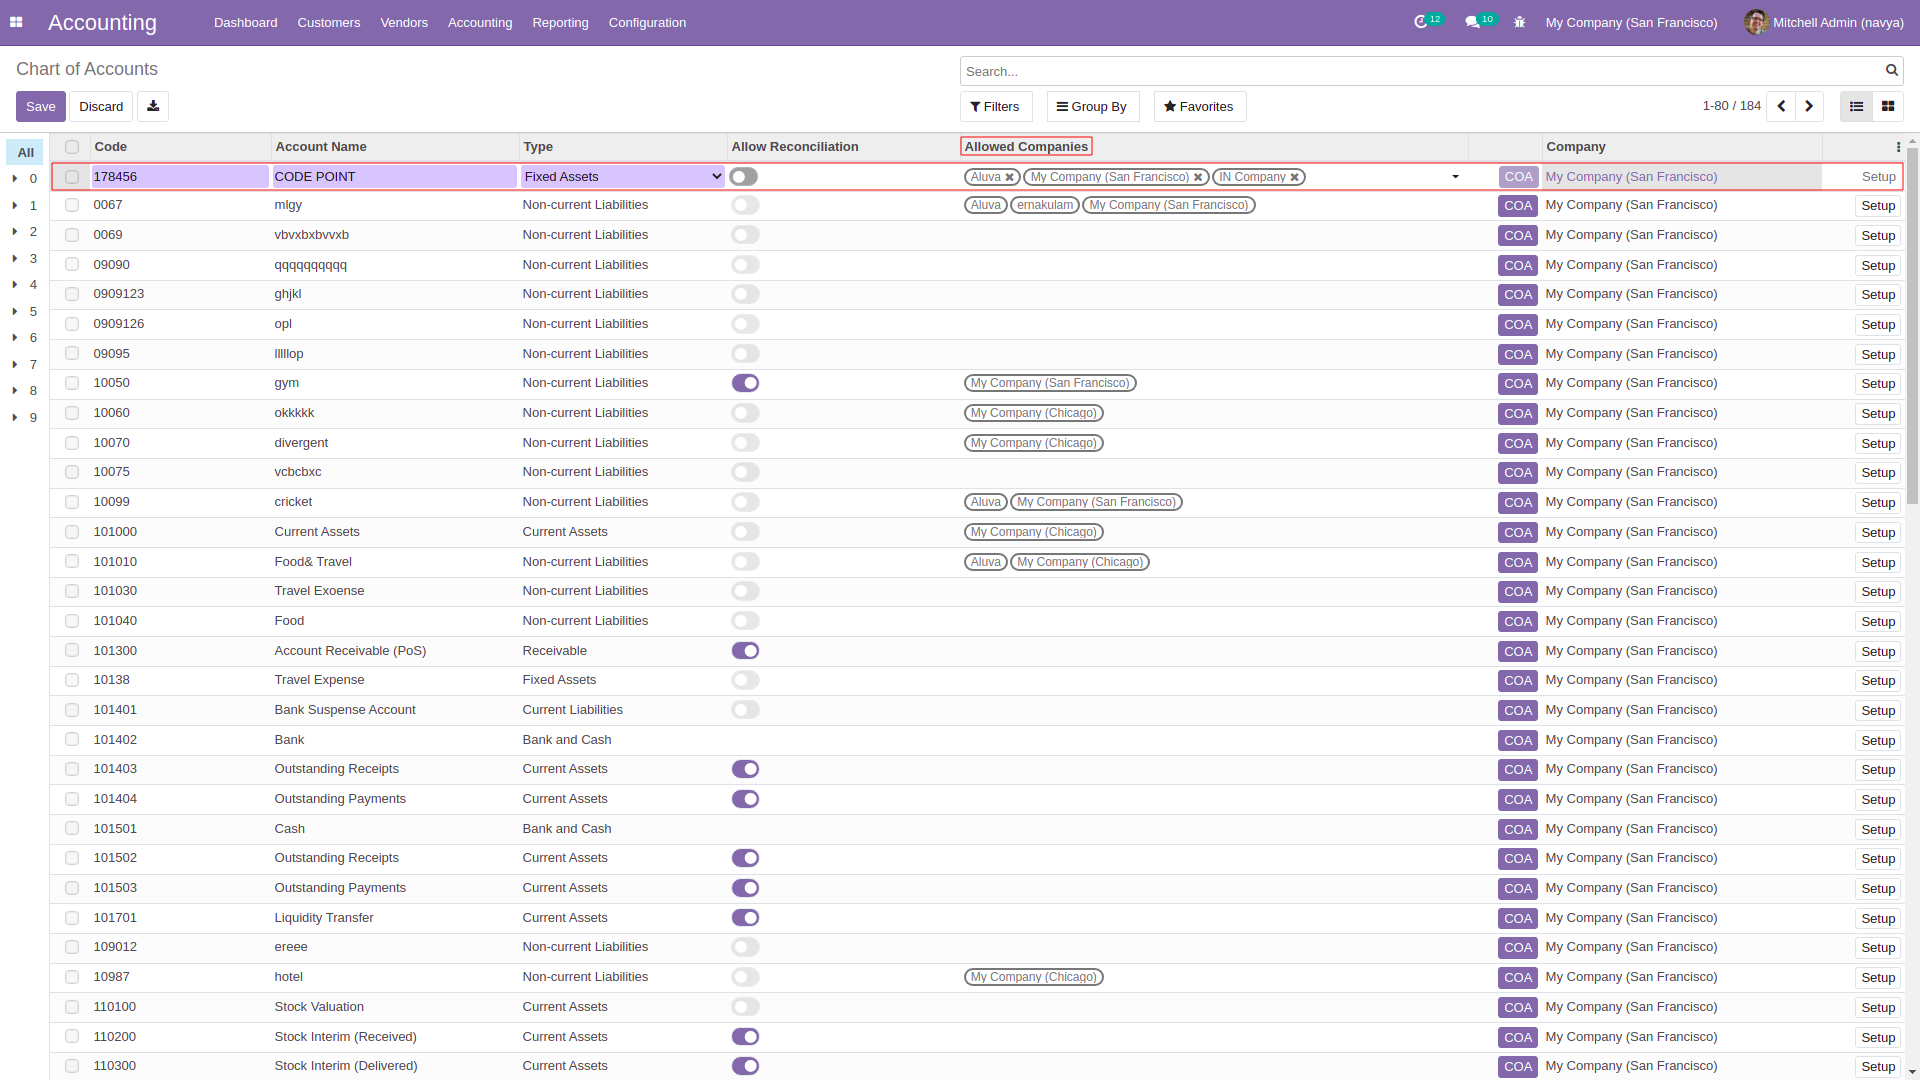 Accounting Dashboard Customers Vendors Accounting Reporting Configuration 12 10 My Company (San Francisco) Mitchell Admin (navya)
Chart of Accounts
Search...
Save Discard Filters Group By Favorites 1-80 / 184
All
0
1
2
3
4
5
6
7
8
9
Code Account Name Type Allow Reconciliation Allowed Companies Company
178456 CODE POINT Fixed Assets Aluva My Company (San Francisco) IN Company COA My Company (San Francisco) Setup
0067 mlgy Non-current Liabilities Aluva ernakulam My Company (San Francisco) COA My Company (San Francisco) Setup
0069 vbvxbxbvvxb Non-current Liabilities COA My Company (San Francisco) Setup
09090 qqqqqqqqqq Non-current Liabilities COA My Company (San Francisco) Setup
0909123 ghjkl Non-current Liabilities COA My Company (San Francisco) Setup
0909126 opl Non-current Liabilities COA My Company (San Francisco) Setup
09095 lllllop Non-current Liabilities COA My Company (San Francisco) Setup
10050 gym Non-current Liabilities My Company (San Francisco) COA My Company (San Francisco) Setup
10060 okkkkk Non-current Liabilities My Company (Chicago) COA My Company (San Francisco) Setup
10070 divergent Non-current Liabilities My Company (Chicago) COA My Company (San Francisco) Setup
10075 vcbcbxc Non-current Liabilities COA My Company (San Francisco) Setup
10099 cricket Non-current Liabilities Aluva My Company (San Francisco) COA My Company (San Francisco) Setup
101000 Current Assets Current Assets My Company (Chicago) COA My Company (San Francisco) Setup
101010 Food& Travel Non-current Liabilities Aluva My Company (Chicago) COA My Company (San Francisco) Setup
101030 Travel Exoense Non-current Liabilities COA My Company (San Francisco) Setup
101040 Food Non-current Liabilities COA My Company (San Francisco) Setup
101300 Account Receivable (PoS) Receivable COA My Company (San Francisco) Setup
10138 Travel Expense Fixed Assets COA My Company (San Francisco) Setup
101401 Bank Suspense Account Current Liabilities COA My Company (San Francisco) Setup
101402 Bank Bank and Cash COA My Company (San Francisco) Setup
101403 Outstanding Receipts Current Assets COA My Company (San Francisco) Setup
101404 Outstanding Payments Current Assets COA My Company (San Francisco) Setup
101501 Cash Bank and Cash COA My Company (San Francisco) Setup
101502 Outstanding Receipts Current Assets COA My Company (San Francisco) Setup
101503 Outstanding Payments Current Assets COA My Company (San Francisco) Setup
101701 Liquidity Transfer Current Assets COA My Company (San Francisco) Setup
109012 ereee Non-current Liabilities COA My Company (San Francisco) Setup
10987 hotel Non-current Liabilities My Company (Chicago) COA My Company (San Francisco) Setup
110100 Stock Valuation Current Assets COA My Company (San Francisco) Setup
110200 Stock Interim (Received) Current Assets COA My Company (San Francisco) Setup
110300 Stock Interim (Delivered) Current Assets COA My Company (San Francisco) Setup